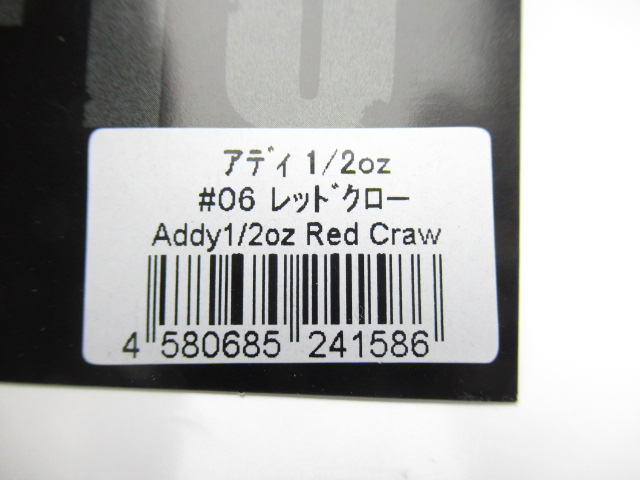 アディ 1/2oz
#06 レッドクロー
Addy1/2oz Red Craw
4 580685 241586